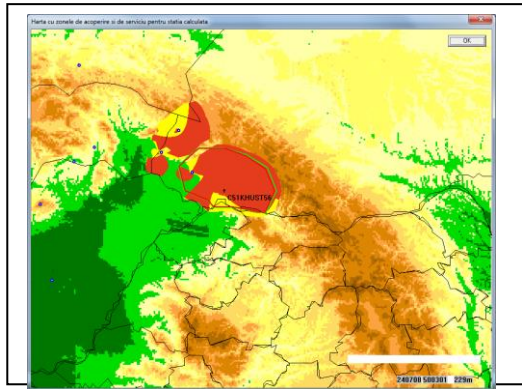 Harta cu zonele de acoperire si de serviciu pentru statia calculata
OK
C51KHUST56
240700 500301 229m